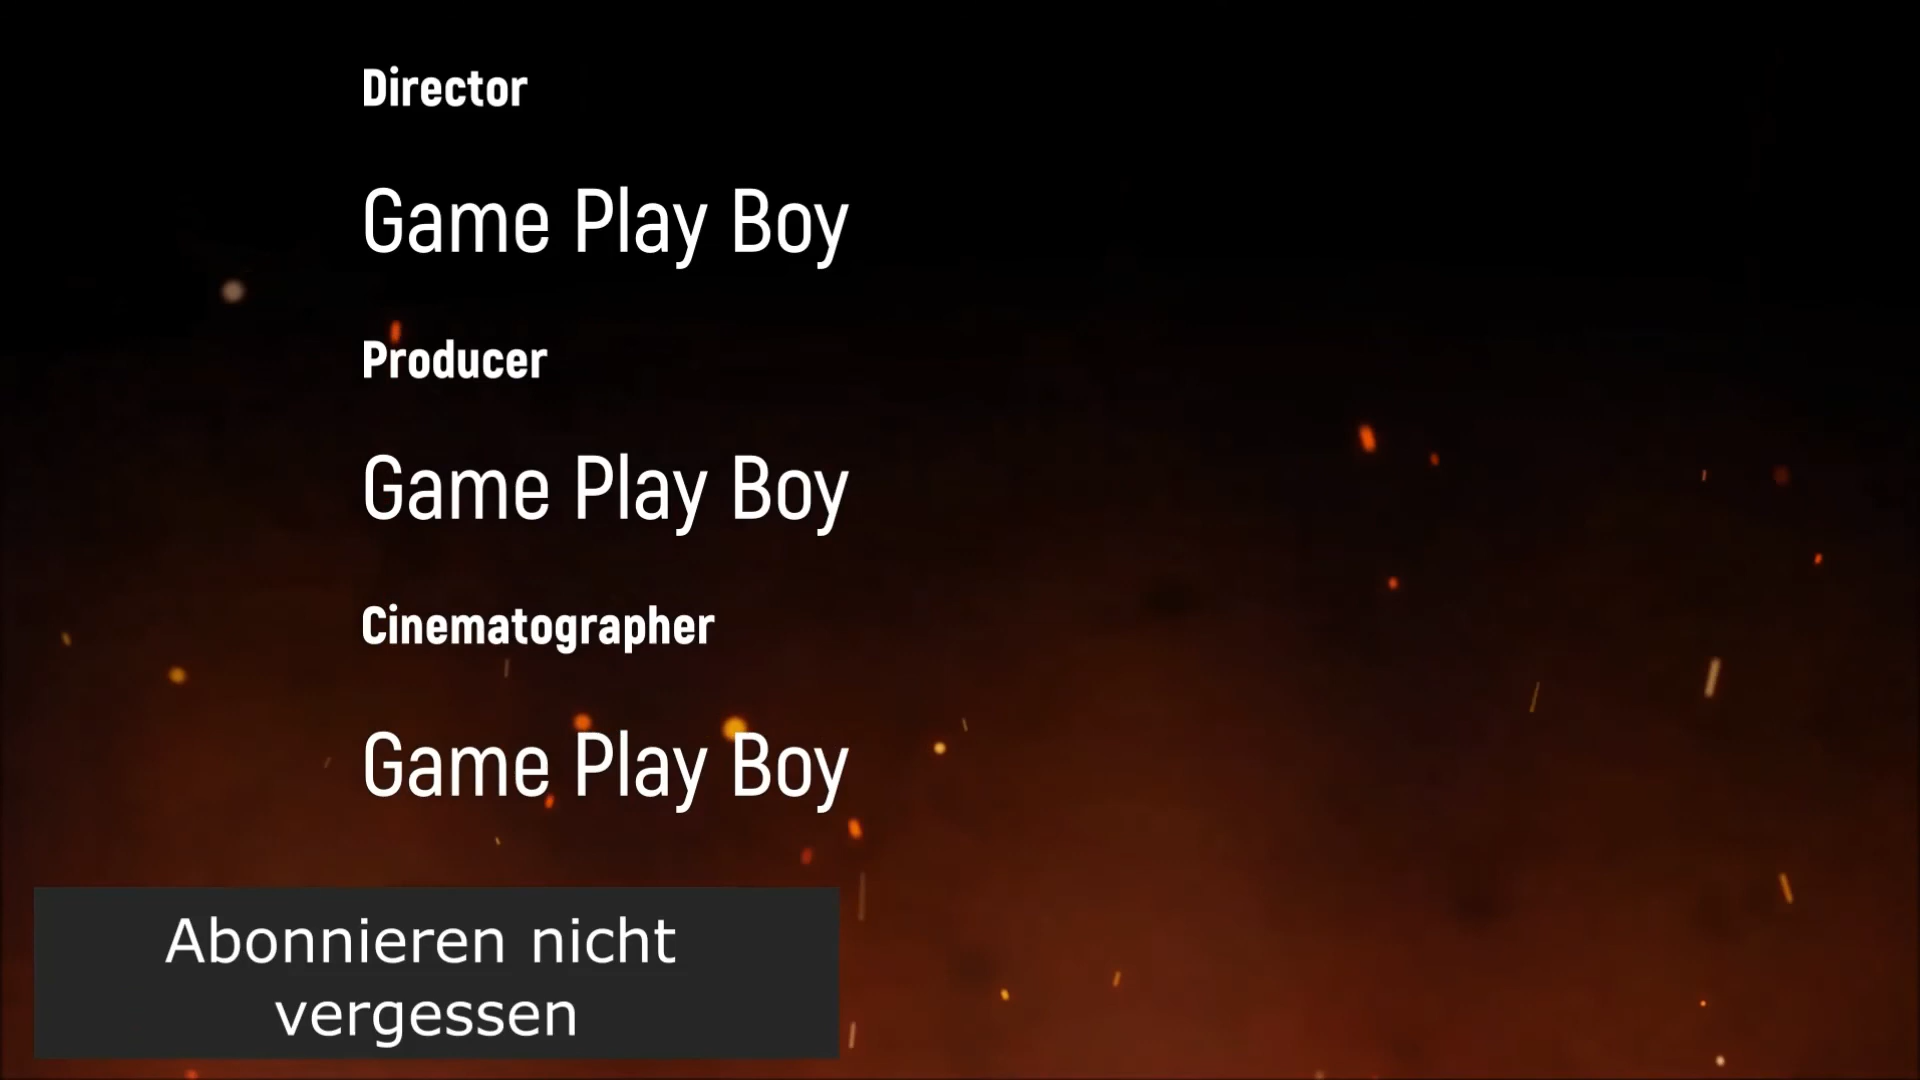 Director
Game Play Boy
Producer
Game Play Boy
Cinematographer
Game Play Boy
Abonnieren nicht
vergessen